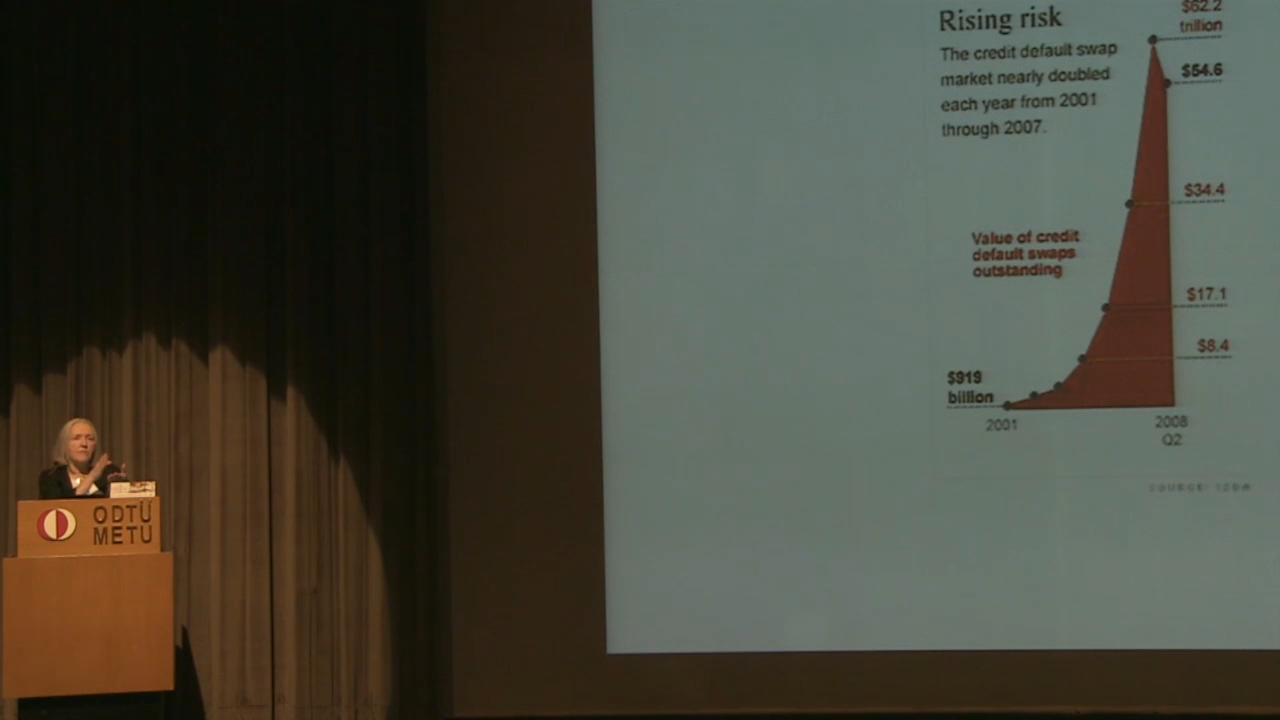 Rising risk
The credit default swap
market nearly doubled
each year from 2001
through 2007.
$62.2
trillion
$54.6
$34.4
Value of credit
default swaps
outstanding
$17.1
$8.4
$919
billion
2001
2008
Q2
ODTÜ
METU